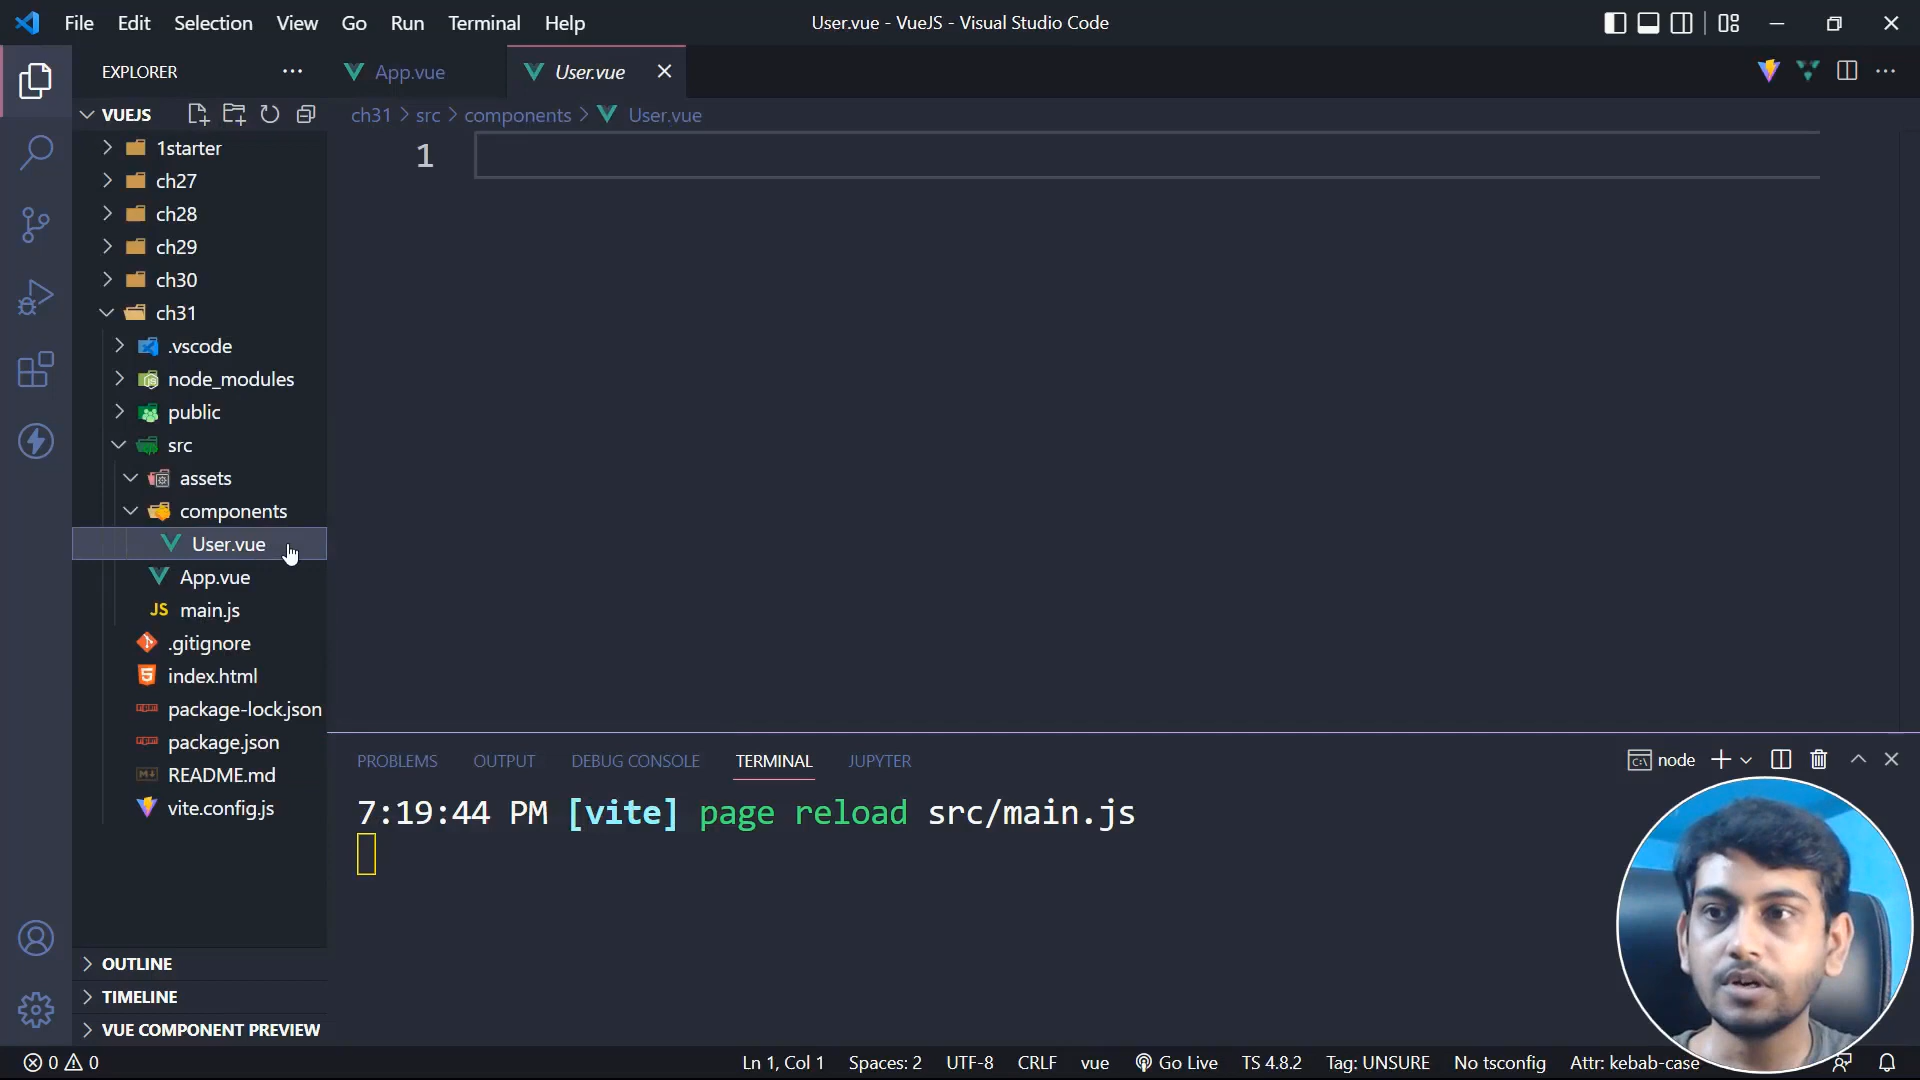 File Edit Selection View Go Run Terminal Help
User.vue - VueJS - Visual Studio Code
EXPLORER
App.vue
User.vue
VUEJS
ch31 > src > components > User.vue
1starter
ch27
ch28
ch29
ch30
ch31
.vscode
node_modules
public
src
assets
components
User.vue
App.vue
JS main.js
.gitignore
index.html
package-lock.json
package.json
README.md
vite.config.js
OUTLINE
TIMELINE
VUE COMPONENT PREVIEW
1
PROBLEMS OUTPUT DEBUG CONSOLE TERMINAL JUPYTER
node
7:19:44 PM [vite] page reload src/main.js
0 0
Ln 1, Col 1 Spaces: 2 UTF-8 CRLF vue Go Live TS 4.8.2 Tag: UNSURE No tsconfig Attr: kebab-case